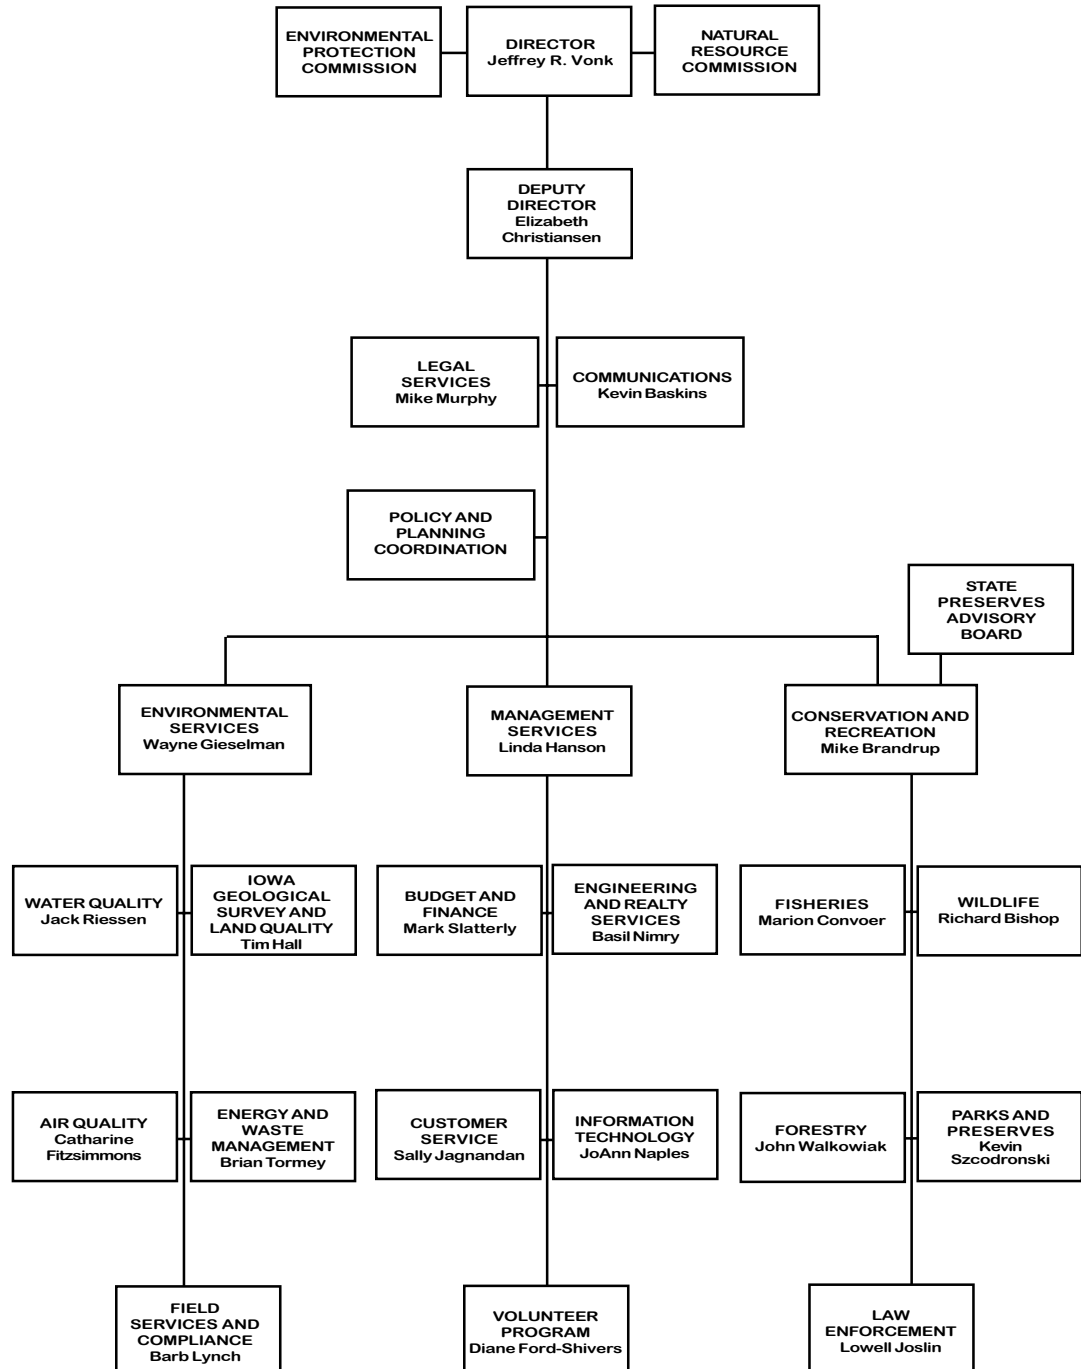 ENVIRONMENTAL
PROTECTION
COMMISSION
DIRECTOR
Jeffrey R. Vonk
NATURAL
RESOURCE
COMMISSION
DEPUTY
DIRECTOR
Elizabeth
Christiansen
LEGAL
SERVICES
Mike Murphy
COMMUNICATIONS
Kevin Baskins
POLICY AND
PLANNING
COORDINATION
STATE
PRESERVES
ADVISORY
BOARD
ENVIRONMENTAL
SERVICES
Wayne Gieselman
MANAGEMENT
SERVICES
Linda Hanson
CONSERVATION AND
RECREATION
Mike Brandrup
WATER QUALITY
Jack Riessen
IOWA
GEOLOGICAL
SURVEY AND
LAND QUALITY
Tim Hall
BUDGET AND
FINANCE
Mark Slatterly
ENGINEERING
AND REALTY
SERVICES
Basil Nimry
FISHERIES
Marion Convoer
WILDLIFE
Richard Bishop
AIR QUALITY
Catharine
Fitzsimmons
ENERGY AND
WASTE
MANAGEMENT
Brian Tormey
CUSTOMER
SERVICE
Sally Jagnandan
INFORMATION
TECHNOLOGY
JoAnn Naples
FORESTRY
John Walkowiak
PARKS AND
PRESERVES
Kevin
Szcodronski
FIELD
SERVICES AND
COMPLIANCE
Barb Lynch
VOLUNTEER
PROGRAM
Diane Ford-Shivers
LAW
ENFORCEMENT
Lowell Joslin